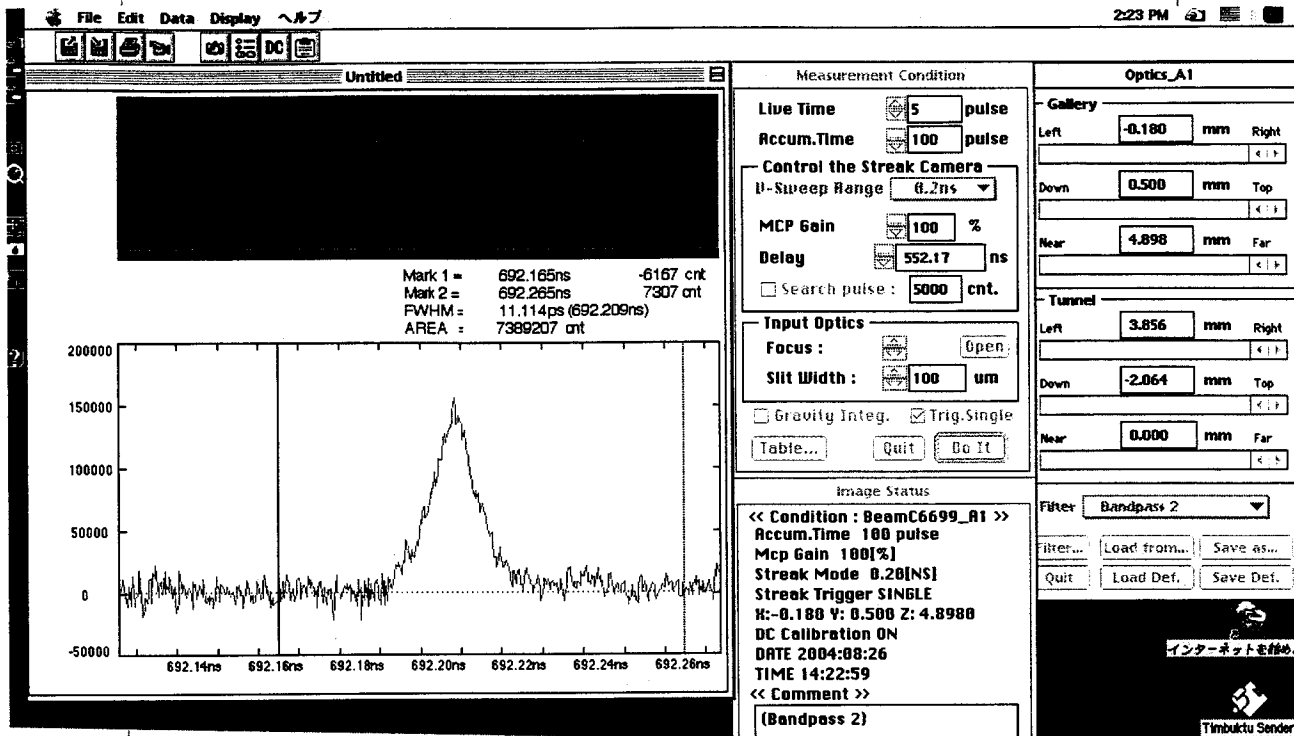 File Edit Data Display ヘルプ
2:23 PM
DC
Untitled
Mark 1 = 692.165ns -6167 cnt
Mark 2 = 692.265ns 7307 cnt
FWHM = 11.114ps (692.209ns)
AREA = 7389207 cnt
200000
150000
100000
50000
0
-50000
692.14ns 692.16ns 692.18ns 692.20ns 692.22ns 692.24ns 692.26ns
Measurement Condition
Live Time 5 pulse
Accum.Time 100 pulse
Control the Streak Camera
V-Sweep Range 0.2ns
MCP Gain 100 %
Delay 552.17 ns
Search pulse : 5000 cnt.
Input Optics
Focus : Open
Slit Width : 100 um
Gravity Integ. Trig.Single
Table... Quit Do It
Image Status
<< Condition : BeamC6699_A1 >>
Accum.Time 100 pulse
Mcp Gain 100[%]
Streak Mode 0.20[NS]
Streak Trigger SINGLE
X:-0.180 Y: 0.500 Z: 4.8980
DC Calibration ON
DATE 2004:08:26
TIME 14:22:59
<< Comment >>
(Bandpass 2)
Optics_A1
Gallery
Left -0.180 mm Right
Down 0.500 mm Top
Near 4.898 mm Far
Tunnel
Left 3.856 mm Right
Down -2.064 mm Top
Near 0.000 mm Far
Filter Bandpass 2
Filter... Load from... Save as...
Quit Load Def. Save Def.
インターネットを始め
Timbuktu Sender